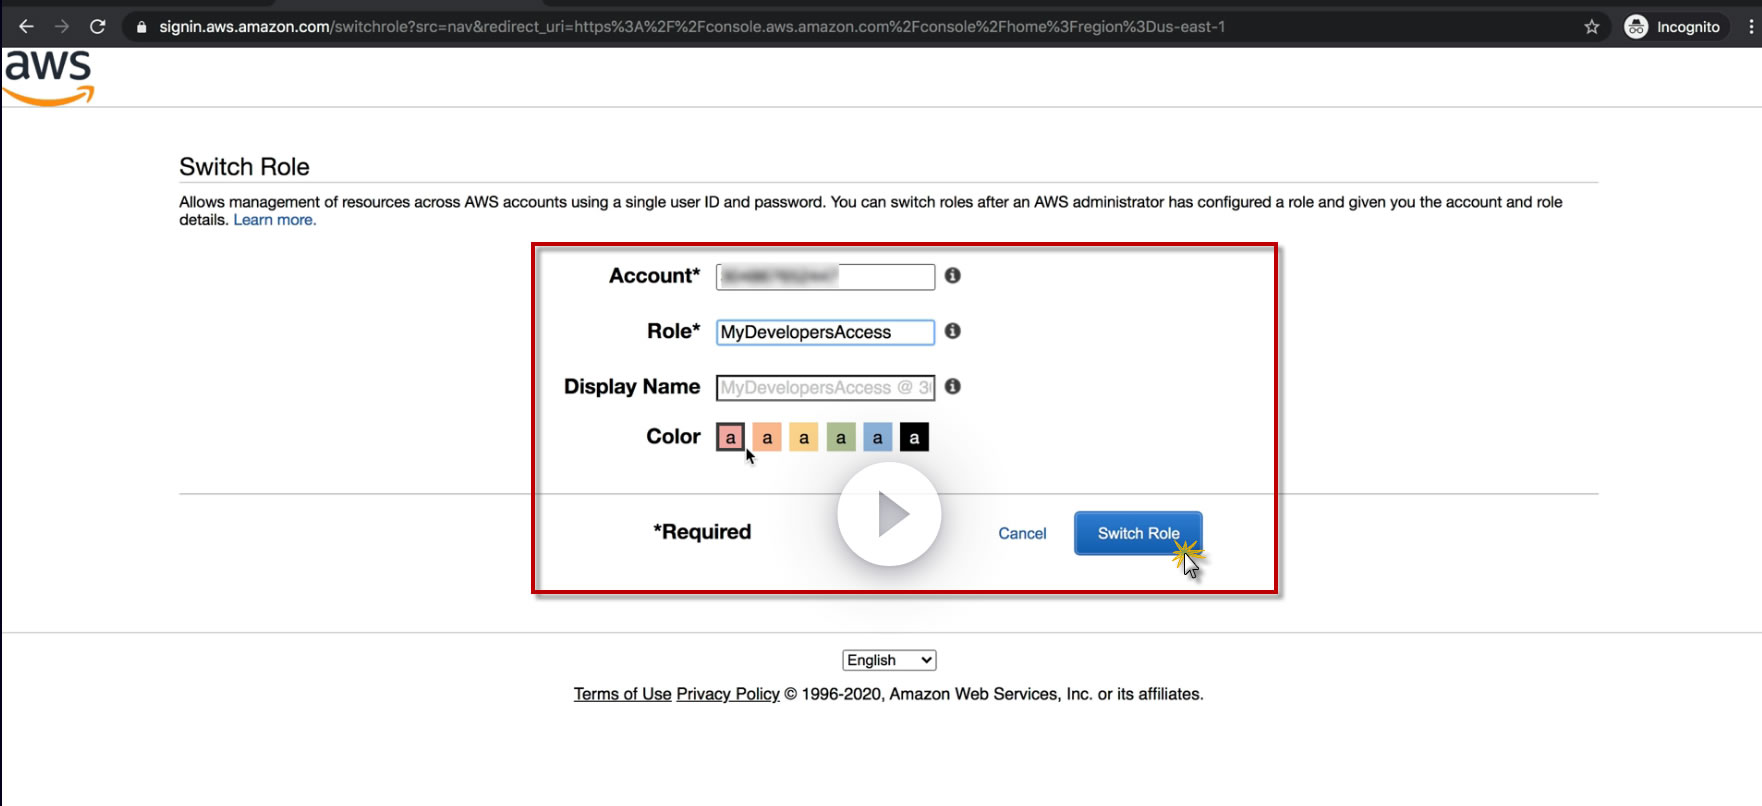 signin.aws.amazon.com/switchrole?src=nav&redirect_uri=https%3A%2F%2Fconsole.aws.amazon.com%2Fconsole%2Fhome%3Fregion%3Dus-east-1
Incognito
aws
Switch Role
Allows management of resources across AWS accounts using a single user ID and password. You can switch roles after an AWS administrator has configured a role and given you the account and role
details. Learn more.
Account*
Role* MyDevelopersAccess
Display Name MyDevelopersAccess @ 3
Color a a a a a a
*Required Cancel Switch Role
English
Terms of Use Privacy Policy © 1996-2020, Amazon Web Services, Inc. or its affiliates.